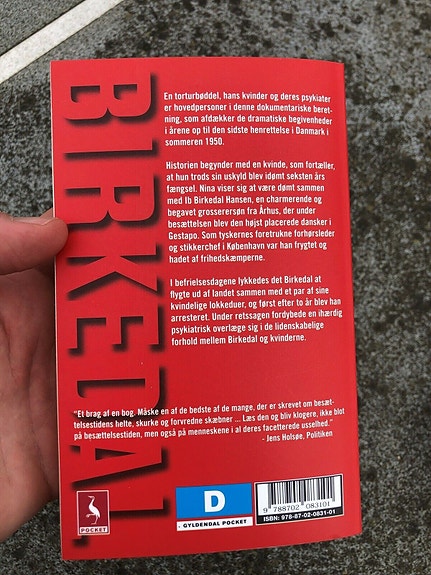 BIRKEDAL
En torturbøddel, hans kvinder og deres psykiater
er hovedpersoner i denne dokumentariske beret-
ning, som afdækker de dramatiske begivenheder
i årene op til den sidste henrettelse i Danmark i
sommeren 1950.
Historien begynder med en kvinde, som fortæller,
at hun trods sin uskyld blev idømt seksten års
fængsel. Nina viser sig at være dømt sammen
med Ib Birkedal Hansen, en charmerende og
begavet grosserersøn fra Århus, der under
besættelsen blev den højst placerede dansker i
Gestapo. Som tyskernes foretrukne forhørsleder
og stikkerchef i København var han frygtet og
hadet af frihedskæmperne.
I befrielsesdagene lykkedes det Birkedal at
flygte ud af landet sammen med et par af sine
kvindelige lokkeduer, og først efter to år blev han
arresteret. Under retssagen fordybede en ihærdig
psykiatrisk overlæge sig i de lidenskabelige
forhold mellem Birkedal og kvinderne.
"Et brag af en bog. Måske en af de bedste af de mange, der er skrevet om besæt-
telsestidens helte, skurke og forvredne skæbner ... Læs den og bliv klogere, ikke blot
på besættelsestiden, men også på menneskene i al deres facetterede usselhed."
- Jens Holsøe, Politiken
POCKET
D
· GYLDENDAL POCKET ·
9 788702 083101
ISBN: 978-87-02-0831-01